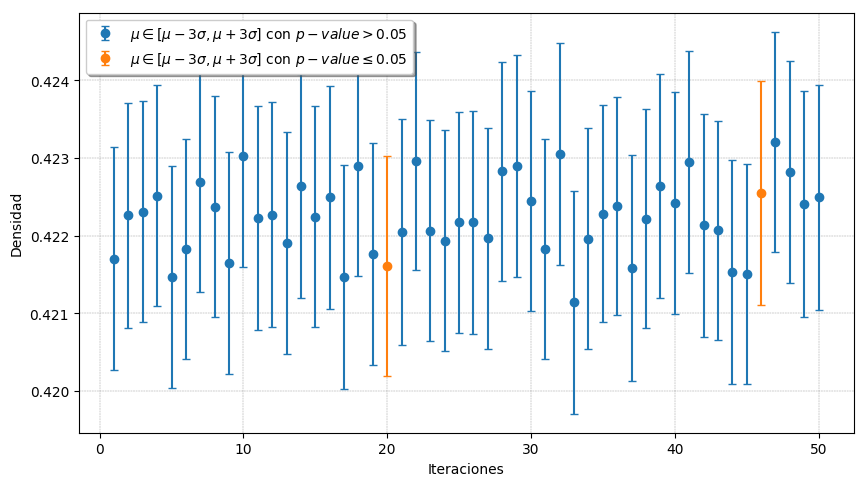 μ ∈ [μ − 3σ, μ + 3σ] con p − value > 0.05
μ ∈ [μ − 3σ, μ + 3σ] con p − value ≤ 0.05
0.424
0.423
0.422
0.421
0.420
Densidad
0 10 20 30 40 50
Iteraciones